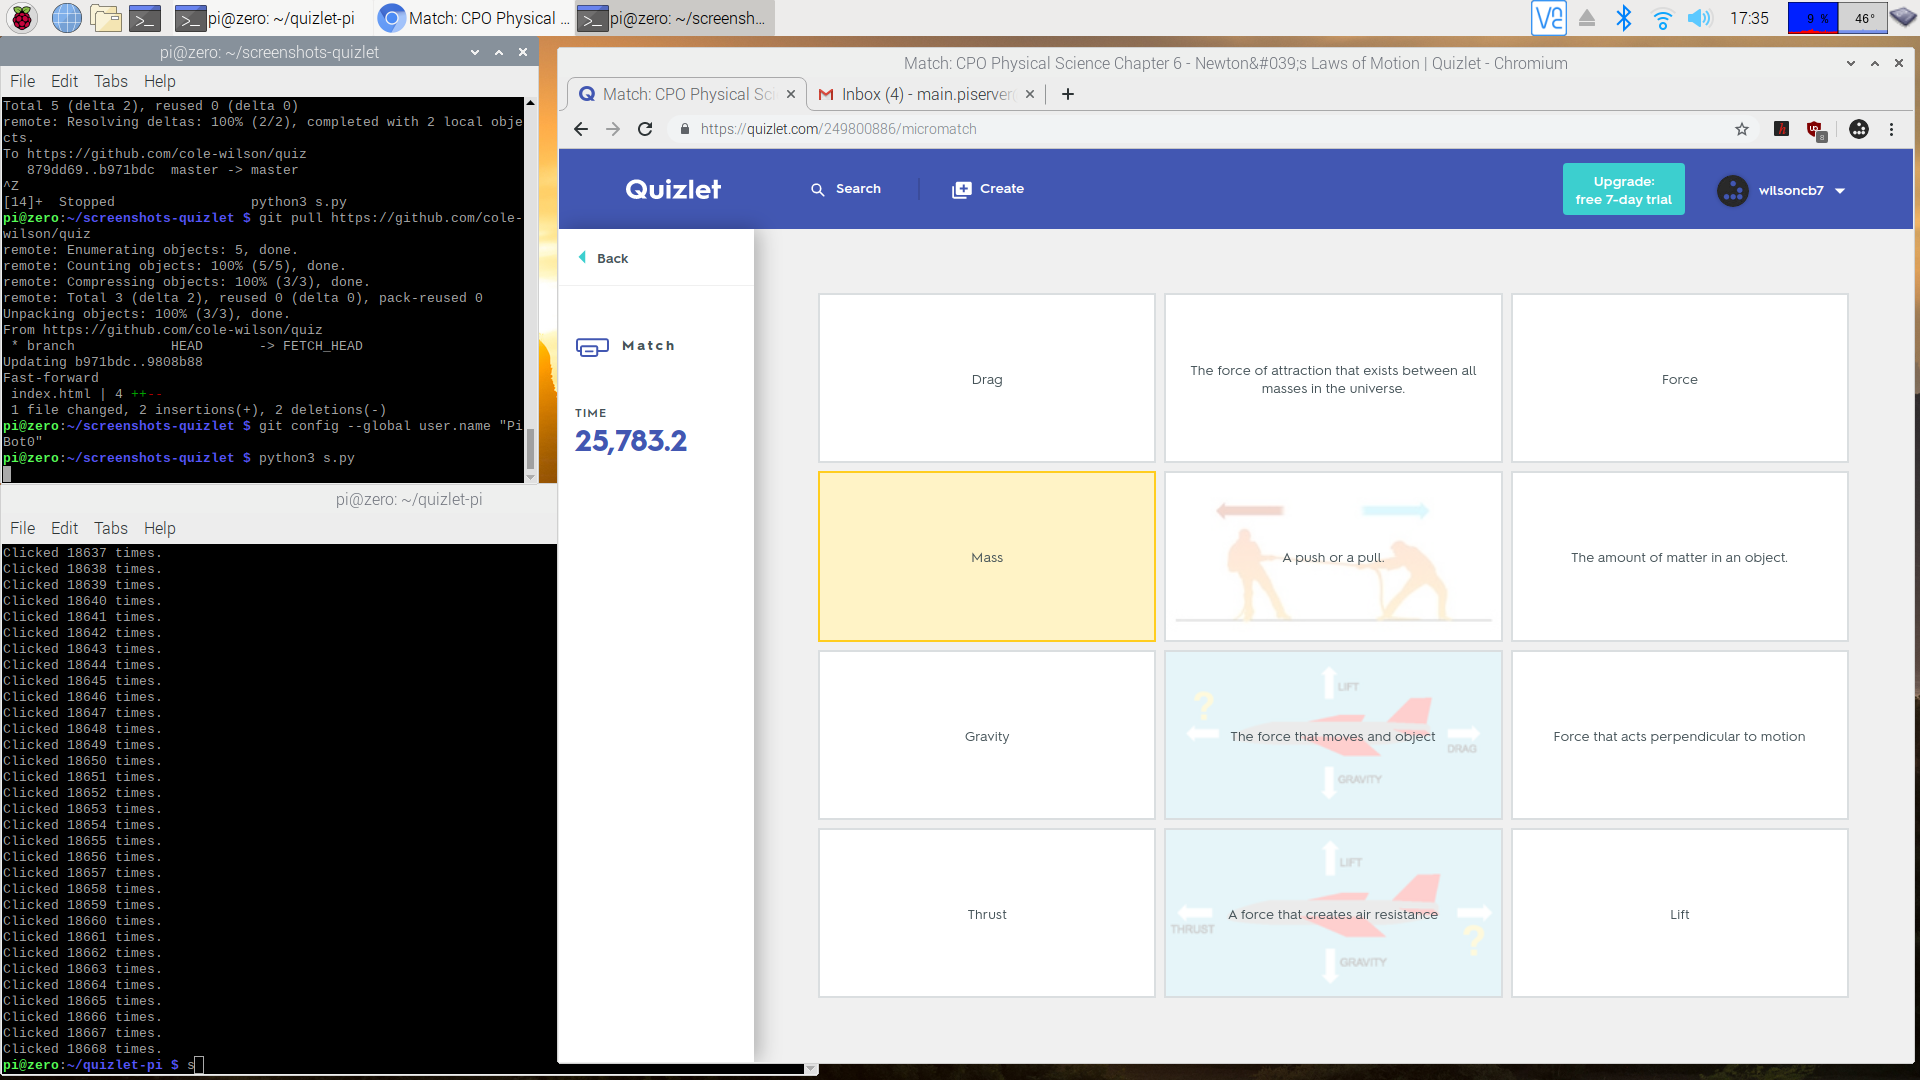 pi@zero: ~/quizlet-pi
Match: CPO Physical ...
pi@zero: ~/screensh...
17:35
9 %
46°
pi@zero: ~/screenshots-quizlet
File Edit Tabs Help
Total 5 (delta 2), reused 0 (delta 0)
remote: Resolving deltas: 100% (2/2), completed with 2 local obje
cts.
To https://github.com/cole-wilson/quiz
879dd69..b971bdc master -> master
^Z
[14]+ Stopped python3 s.py
pi@zero:~/screenshots-quizlet $ git pull https://github.com/cole-
wilson/quiz
remote: Enumerating objects: 5, done.
remote: Counting objects: 100% (5/5), done.
remote: Compressing objects: 100% (3/3), done.
remote: Total 3 (delta 2), reused 0 (delta 0), pack-reused 0
Unpacking objects: 100% (3/3), done.
From https://github.com/cole-wilson/quiz
* branch HEAD -> FETCH_HEAD
Updating b971bdc..9808b88
Fast-forward
index.html | 4 ++--
1 file changed, 2 insertions(+), 2 deletions(-)
pi@zero:~/screenshots-quizlet $ git config --global user.name "Pi
Bot0"
pi@zero:~/screenshots-quizlet $ python3 s.py
pi@zero: ~/quizlet-pi
File Edit Tabs Help
Clicked 18637 times.
Clicked 18638 times.
Clicked 18639 times.
Clicked 18640 times.
Clicked 18641 times.
Clicked 18642 times.
Clicked 18643 times.
Clicked 18644 times.
Clicked 18645 times.
Clicked 18646 times.
Clicked 18647 times.
Clicked 18648 times.
Clicked 18649 times.
Clicked 18650 times.
Clicked 18651 times.
Clicked 18652 times.
Clicked 18653 times.
Clicked 18654 times.
Clicked 18655 times.
Clicked 18656 times.
Clicked 18657 times.
Clicked 18658 times.
Clicked 18659 times.
Clicked 18660 times.
Clicked 18661 times.
Clicked 18662 times.
Clicked 18663 times.
Clicked 18664 times.
Clicked 18665 times.
Clicked 18666 times.
Clicked 18667 times.
Clicked 18668 times.
pi@zero:~/quizlet-pi $ s
Match: CPO Physical Science Chapter 6 - Newton&#039;s Laws of Motion | Quizlet - Chromium
Match: CPO Physical Sci
Inbox (4) - main.piserver
https://quizlet.com/249800886/micromatch
8
Quizlet
Search
Create
Upgrade:
free 7-day trial
wilsoncb7
Back
Match
TIME
25,783.2
Drag
The force of attraction that exists between all
masses in the universe.
Force
Mass
A push or a pull.
The amount of matter in an object.
Gravity
LIFT
?
The force that moves and object
DRAG
GRAVITY
Force that acts perpendicular to motion
Thrust
LIFT
A force that creates air resistance
THRUST
?
GRAVITY
Lift